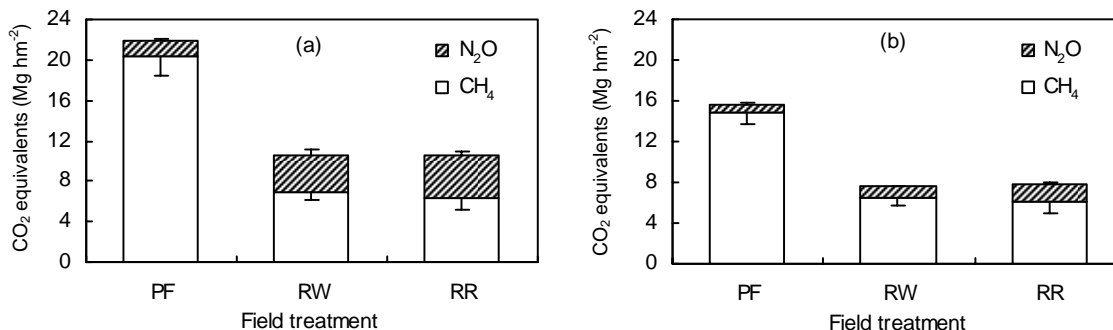 24
20
16
12
8
4
0
CO₂ equivalents (Mg hm⁻²)
(a)
N₂O
CH₄
PF RW RR
Field treatment
24
20
16
12
8
4
0
CO₂ equivalents (Mg hm⁻²)
(b)
N₂O
CH₄
PF RW RR
Field treatment